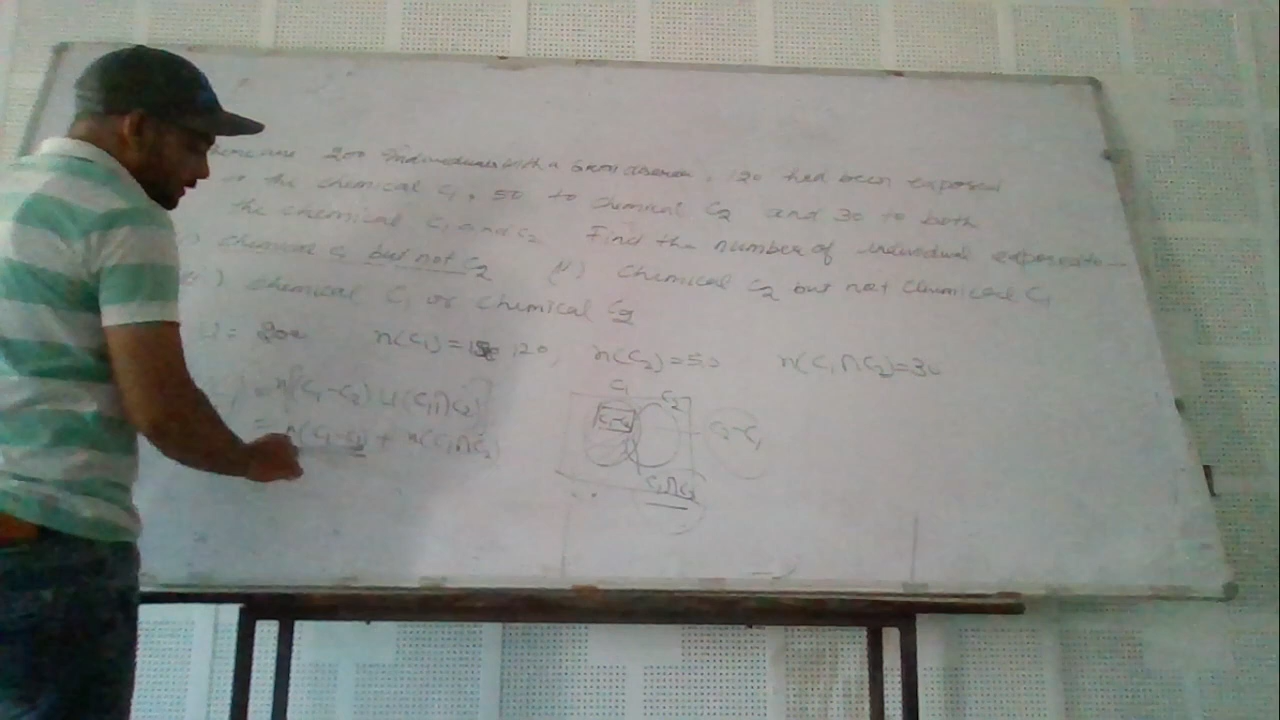 200 individuals with a skin disorder, 120 had been exposed
the chemical C1, 50 to chemical C2 and 30 to both
the chemical C1 and C2 Find the number of individual exposed to
chemical C1 but not C2 (ii) Chemical C2 but not Chemical C1
) chemical C1 or chemical C2
U = 200 n(C1) = 120, n(C2) = 50 n(C1∩C2)=30
) = n(C1-C2) ∪ (C1∩C2)
= n(C1-C2) + n(C1∩C2)
C1
C2
C2-C1
C1∩C2